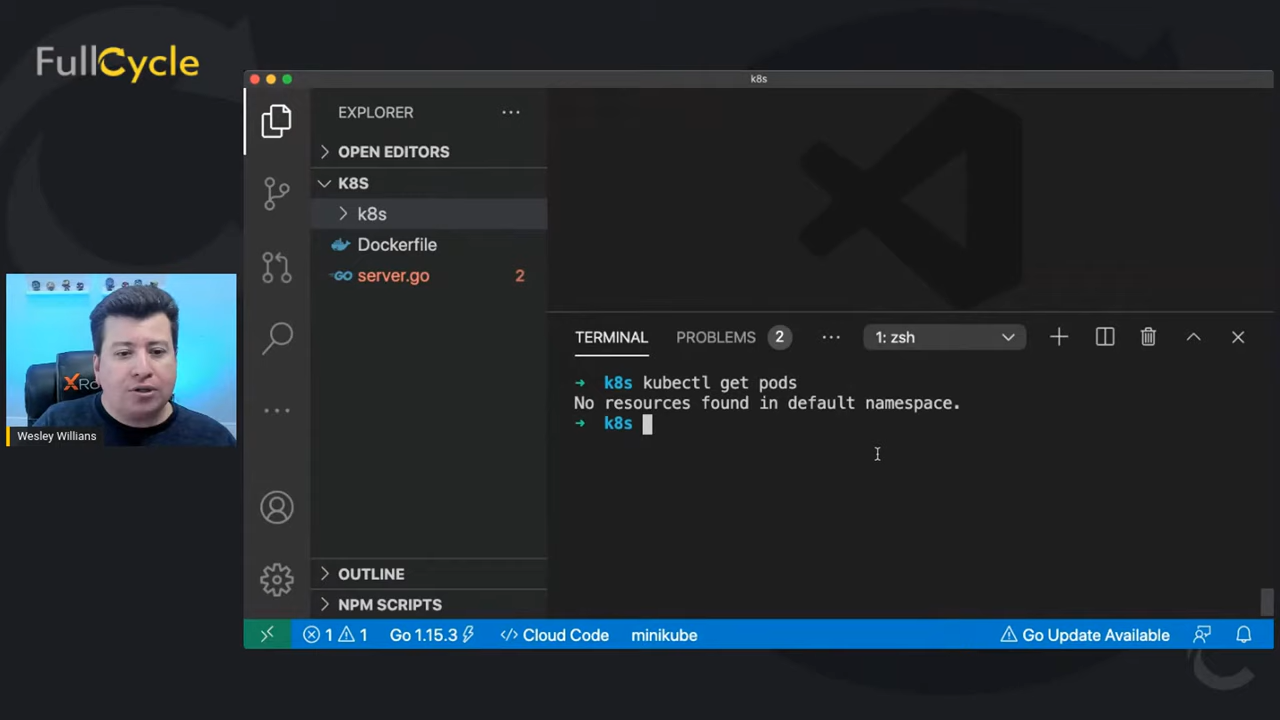 FullCycle
k8s
EXPLORER
OPEN EDITORS
K8S
k8s
Dockerfile
GO server.go 2
OUTLINE
NPM SCRIPTS
TERMINAL PROBLEMS 2 ... 1: zsh
→ k8s kubectl get pods
No resources found in default namespace.
→ k8s
XRo
Wesley Willians
1 1 Go 1.15.3 </> Cloud Code minikube Go Update Available